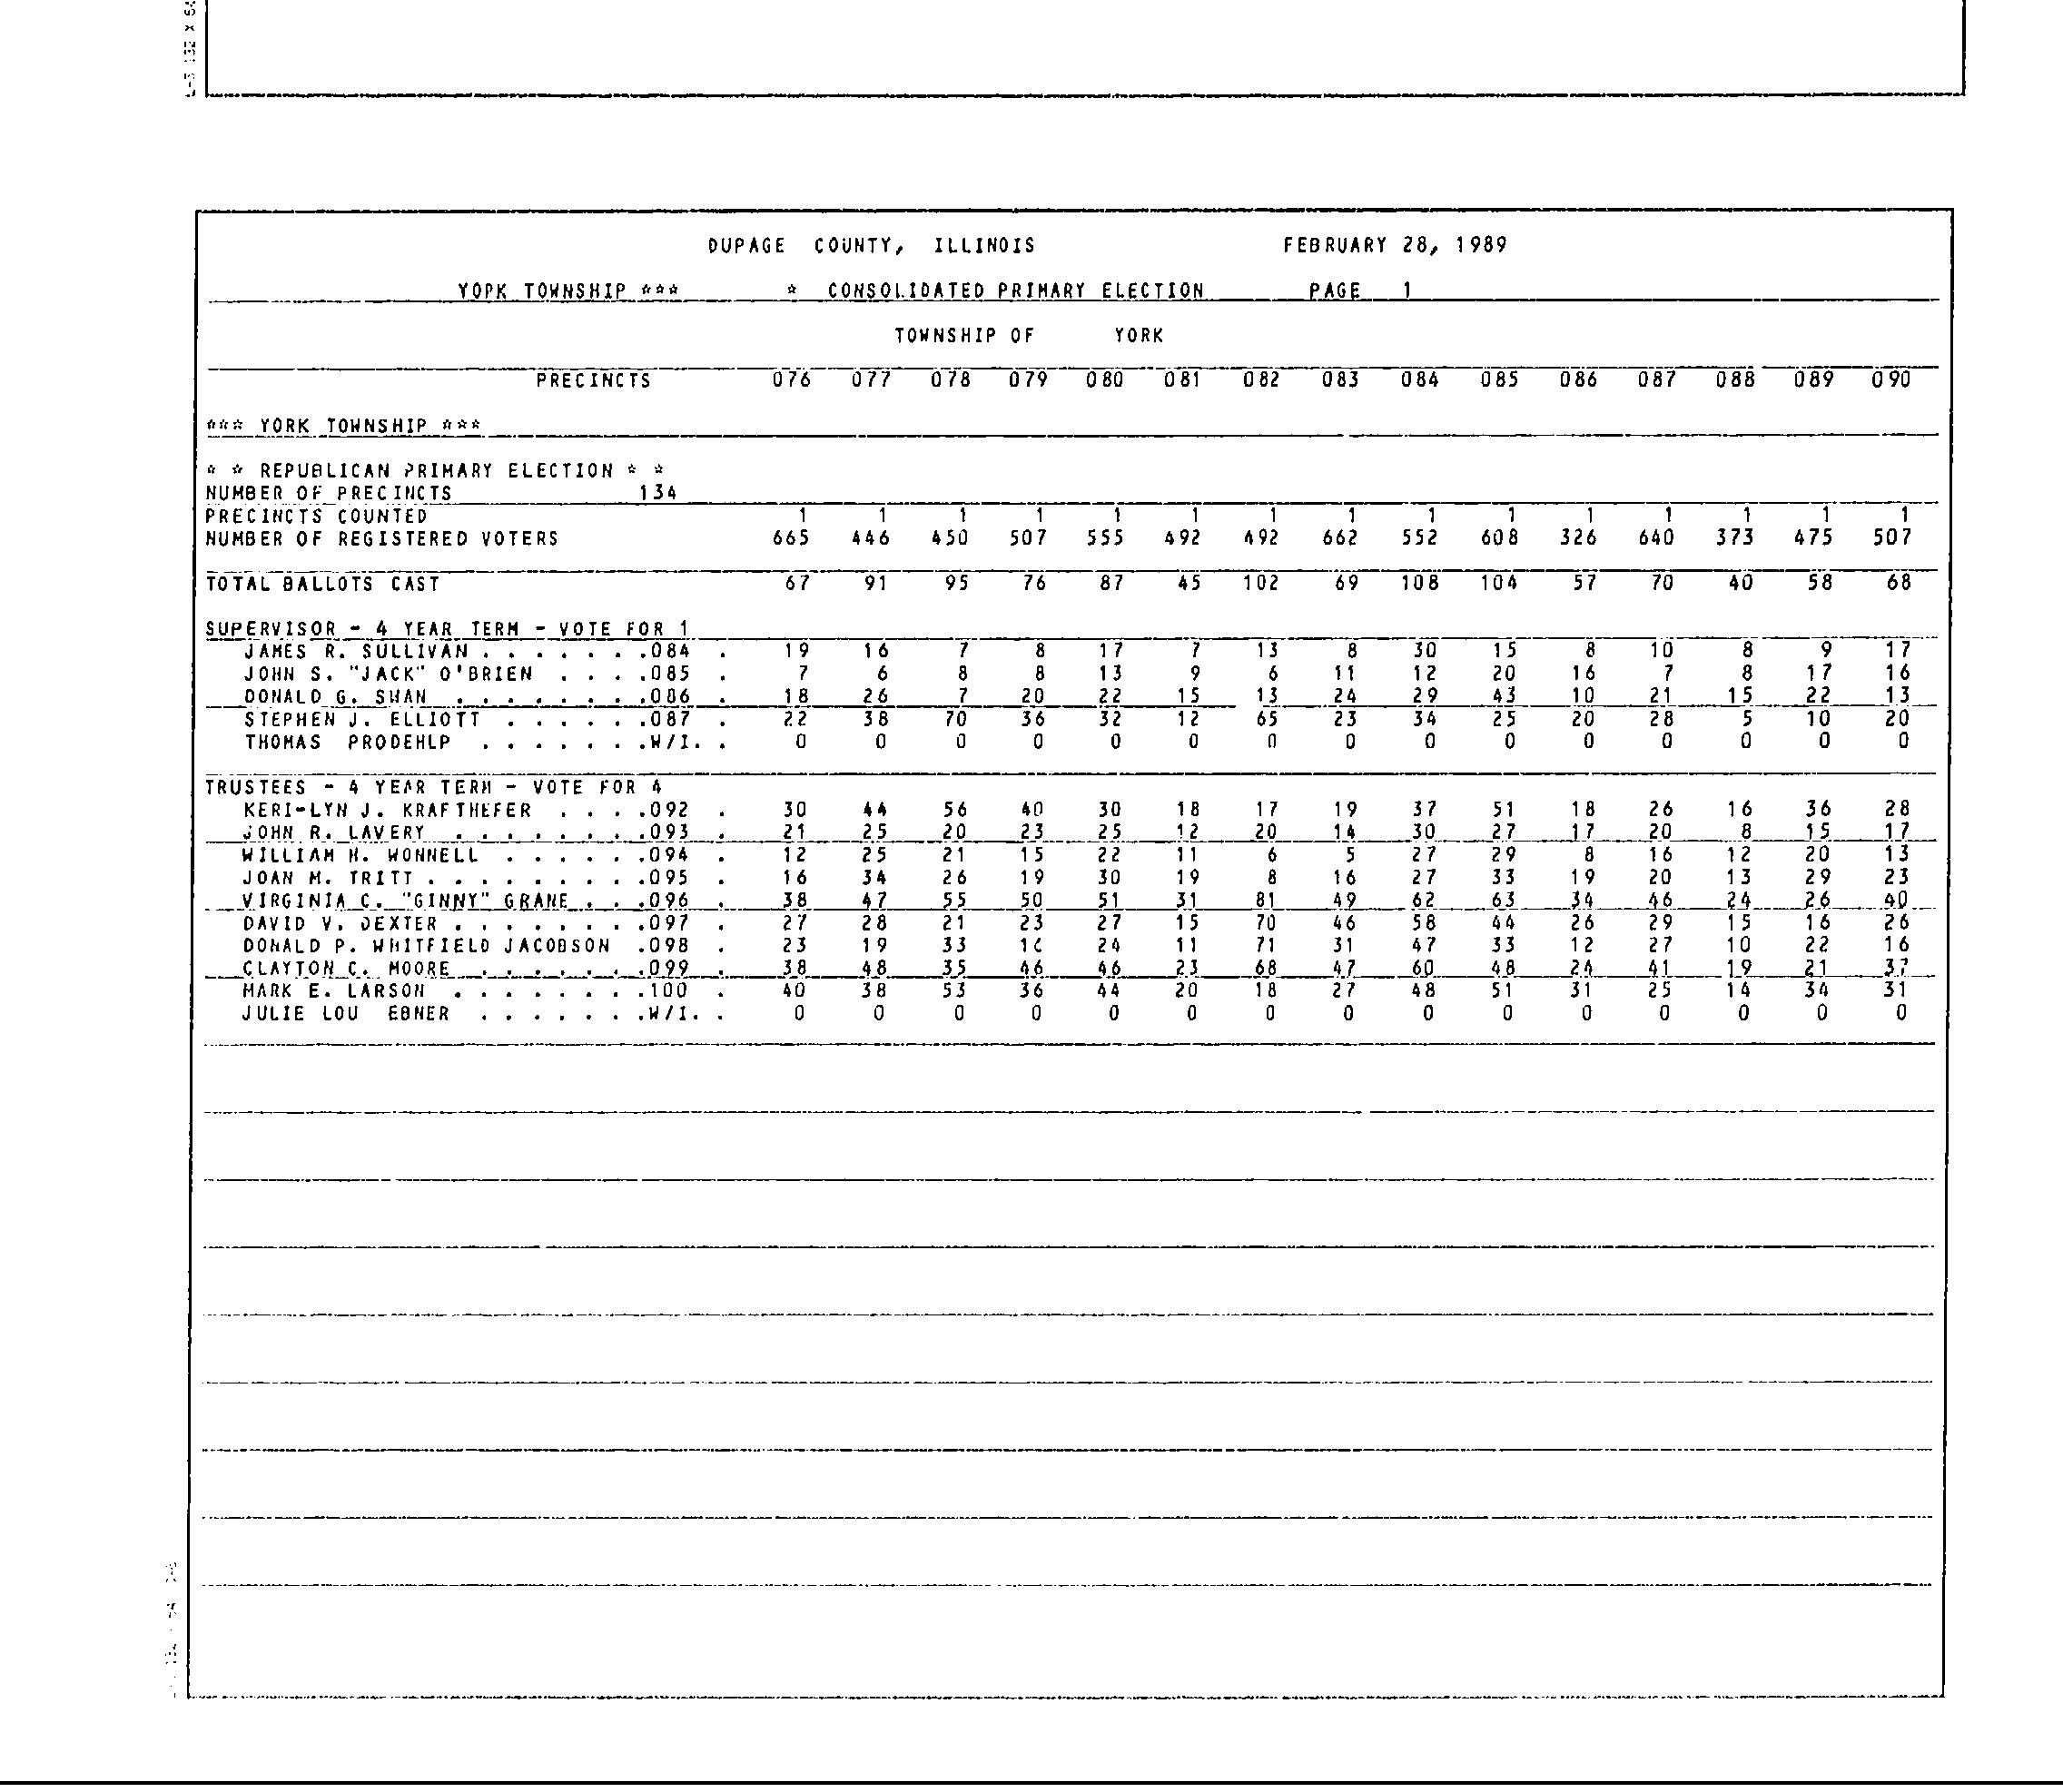 DUPAGE COUNTY, ILLINOIS FEBRUARY 28, 1989
YORK TOWNSHIP *** * CONSOLIDATED PRIMARY ELECTION PAGE 1
TOWNSHIP OF YORK
PRECINCTS 076 077 078 079 080 081 082 083 084 085 086 087 088 089 090
*** YORK TOWNSHIP ***
* * REPUBLICAN PRIMARY ELECTION * *
NUMBER OF PRECINCTS 134
PRECINCTS COUNTED 1 1 1 1 1 1 1 1 1 1 1 1 1 1 1
NUMBER OF REGISTERED VOTERS 665 446 450 507 555 492 492 662 552 608 326 640 373 475 507
TOTAL BALLOTS CAST 67 91 95 76 87 45 102 69 108 104 57 70 40 58 68
SUPERVISOR - 4 YEAR TERM - VOTE FOR 1
JAMES R. SULLIVAN . . . . . . .084 . 19 16 7 8 17 7 13 8 30 15 8 10 8 9 17
JOHN S. "JACK" O'BRIEN . . . .085 . 7 6 8 8 13 9 6 11 12 20 16 7 8 17 16
DONALD G. SWAN . . . . . . . .086 . 18 26 7 20 22 15 13 24 29 43 10 21 15 22 13
STEPHEN J. ELLIOTT . . . . . .087 . 22 38 70 36 32 12 65 23 34 25 20 28 5 10 20
THOMAS PRODEHLP . . . . . . .W/I. . 0 0 0 0 0 0 0 0 0 0 0 0 0 0 0
TRUSTEES - 4 YEAR TERM - VOTE FOR 4
KERI-LYN J. KRAFTHEFER . . . .092 . 30 44 56 40 30 18 17 19 37 51 18 26 16 36 28
JOHN R. LAVERY . . . . . . . .093 . 21 25 20 23 25 12 20 14 30 27 17 20 8 15 17
WILLIAM H. WONNELL . . . . . .094 . 12 25 21 15 22 11 6 5 27 29 8 16 12 20 13
JOAN M. TRITT . . . . . . . . .095 . 16 34 26 19 30 19 8 16 27 33 19 20 13 29 23
VIRGINIA C. "GINNY" GRANE . . .096 . 38 47 55 50 51 31 81 49 62 63 34 46 24 26 40
DAVID V. DEXTER . . . . . . . .097 . 27 28 21 23 27 15 70 46 58 44 26 29 15 16 26
DONALD P. WHITFIELD JACOBSON .098 . 23 19 33 24 11 71 31 47 33 12 27 10 22 16
CLAYTON C. MOORE . . . . . . .099 . 38 48 35 46 46 23 68 47 60 48 24 41 19 21 37
MARK E. LARSON . . . . . . . .100 . 40 38 53 36 44 20 18 27 48 51 31 25 14 34 31
JULIE LOU EBNER . . . . . . .W/I. . 0 0 0 0 0 0 0 0 0 0 0 0 0 0 0